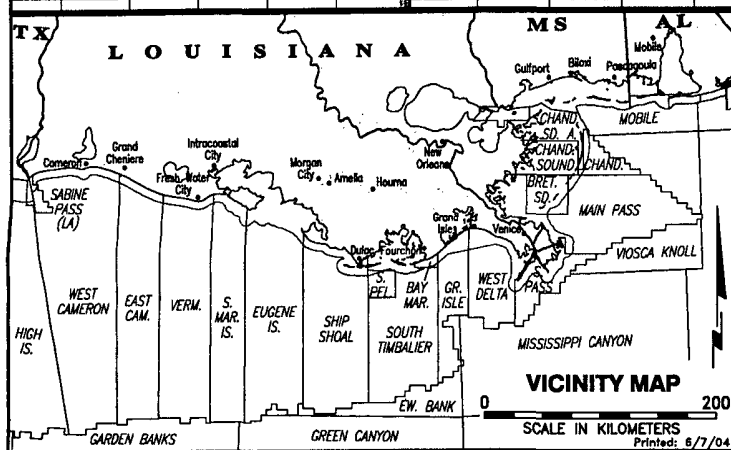 TX
LOUISIANA
MS
AL
Mobile
Gulfport
Biloxi
Pascagoula
CHAND.
SD. A.
MOBILE
New
Orleans
CHAND.
SOUND
CHAND.
Cameron
Grand
Cheniere
Intracoastal
City
Fresh Water
City
Morgan
City
Amelia
Houma
BRET.
SD.
MAIN PASS
SABINE
PASS
(LA)
Grand
Isle
Venice
Dulac
Fourchon
VIOSCA KNOLL
S.
PEL.
WEST
CAMERON
EAST
CAM.
VERM.
S.
MAR.
IS.
EUGENE
IS.
SHIP
SHOAL
BAY
MAR.
GR.
ISLE
WEST
DELTA
PASS
HIGH
IS.
SOUTH
TIMBALIER
MISSISSIPPI CANYON
VICINITY MAP
EW. BANK
0
200
SCALE IN KILOMETERS
GARDEN BANKS
GREEN CANYON
Printed: 6/7/04